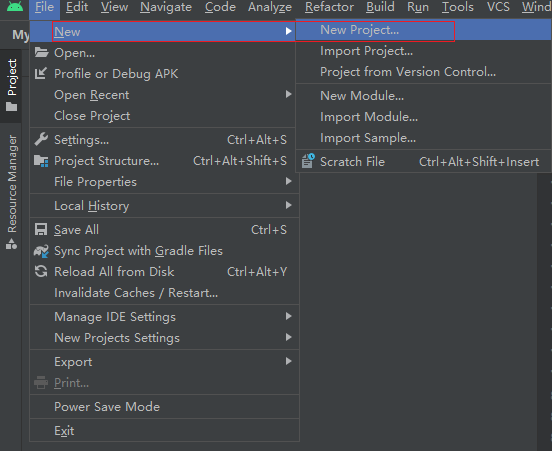 File Edit View Navigate Code Analyze Refactor Build Run Tools VCS Wind
My
Project
Resource Manager
New
Open...
Profile or Debug APK
Open Recent
Close Project
Settings... Ctrl+Alt+S
Project Structure... Ctrl+Alt+Shift+S
File Properties
Local History
Save All Ctrl+S
Sync Project with Gradle Files
Reload All from Disk Ctrl+Alt+Y
Invalidate Caches / Restart...
Manage IDE Settings
New Projects Settings
Export
Print...
Power Save Mode
Exit
New Project...
Import Project...
Project from Version Control...
New Module...
Import Module...
Import Sample...
Scratch File Ctrl+Alt+Shift+Insert